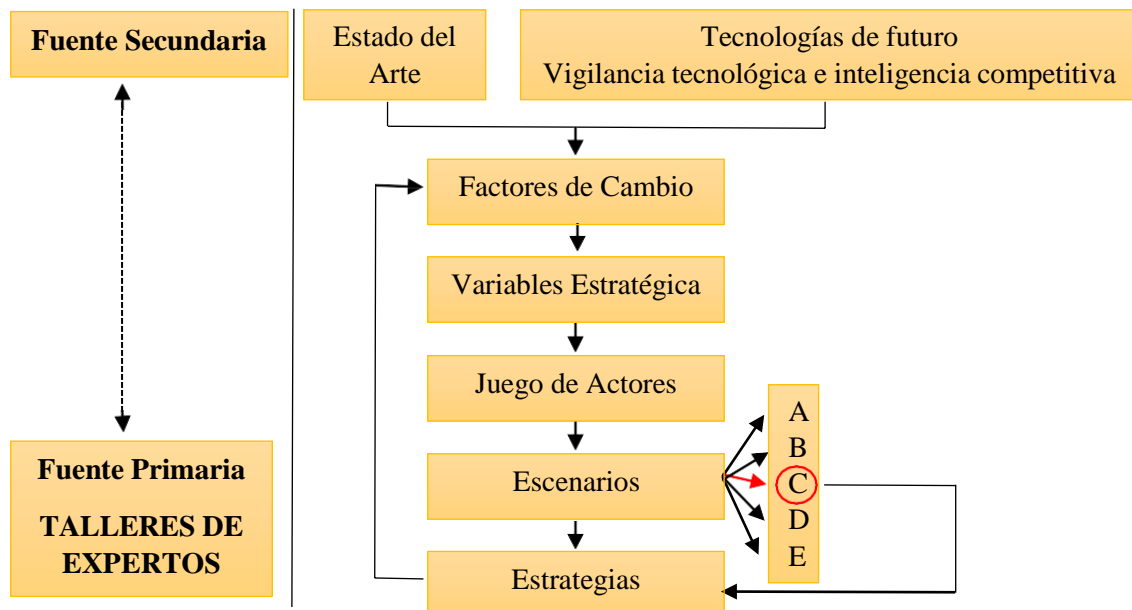 Fuente Secundaria
Estado del
Arte
Tecnologías de futuro
Vigilancia tecnológica e inteligencia competitiva
Factores de Cambio
Variables Estratégica
Juego de Actores
Escenarios
A
B
C
D
E
Estrategias
Fuente Primaria
TALLERES DE
EXPERTOS